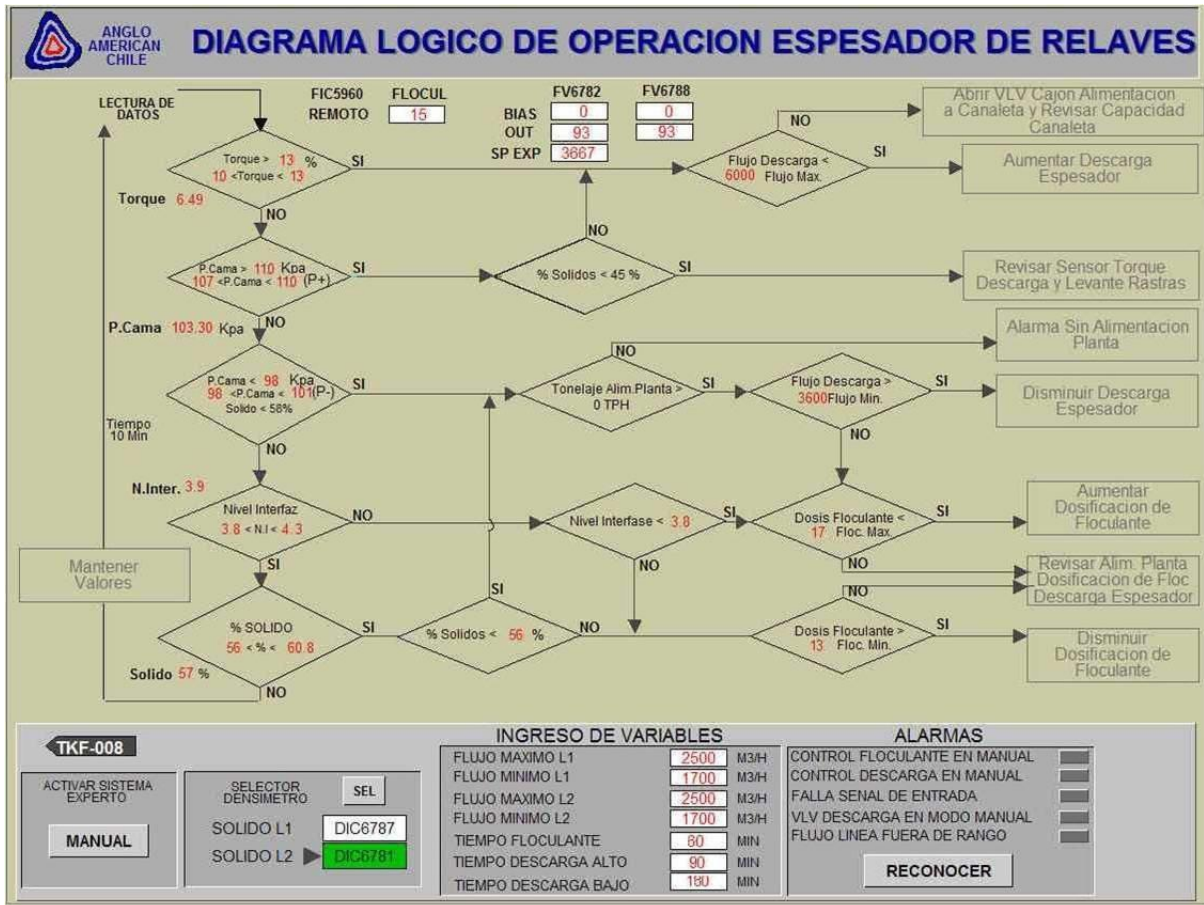 ANGLO
AMERICAN
CHILE
DIAGRAMA LOGICO DE OPERACION ESPESADOR DE RELAVES
LECTURA DE
DATOS
FIC5960 FLOCUL
REMOTO 15
FV6782 FV6788
BIAS 0 0
OUT 93 93
SP EXP 3667
Torque > 13 %
10 <Torque < 13
SI
NO
Torque 6.49
Flujo Descarga <
6000 Flujo Max.
NO
SI
Abrir VLV Cajon Alimentacion
a Canaleta y Revisar Capacidad
Canaleta
Aumentar Descarga
Espesador
P.Cama > 110 Kpa
107 <P.Cama < 110 (P+)
SI
NO
% Solidos < 45 %
NO
SI
Revisar Sensor Torque
Descarga y Levante Rastras
P.Cama 103.30 Kpa
P.Cama < 98 Kpa
98 <P.Cama < 101(P-)
Solido < 58%
SI
NO
Tonelaje Alim.Planta >
0 TPH
NO
SI
Alarma Sin Alimentacion
Planta
Flujo Descarga >
3600Flujo Min.
SI
NO
Disminuir Descarga
Espesador
Tiempo
10 Min
N.Inter. 3.9
Nivel Interfaz
3.8 < N.I < 4.3
NO
SI
Nivel Interfase < 3.8
SI
NO
Dosis Floculante <
17 Floc. Max.
SI
NO
Aumentar
Dosificacion de
Floculante
Mantener
Valores
Revisar Alim. Planta
Dosificacion de Floc
Descarga Espesador
% SOLIDO
56 < % < 60.8
SI
NO
Solido 57 %
% Solidos < 56 %
SI
NO
Dosis Floculante >
13 Floc. Min.
NO
SI
Disminuir
Dosificacion de
Floculante
TKF-008
ACTIVAR SISTEMA
EXPERTO
MANUAL
SELECTOR
DENSIMETRO
SEL
SOLIDO L1 DIC6787
SOLIDO L2 DIC6781
INGRESO DE VARIABLES
FLUJO MAXIMO L1 2500 M3/H
FLUJO MINIMO L1 1700 M3/H
FLUJO MAXIMO L2 2500 M3/H
FLUJO MINIMO L2 1700 M3/H
TIEMPO FLOCULANTE 60 MIN
TIEMPO DESCARGA ALTO 90 MIN
TIEMPO DESCARGA BAJO 180 MIN
ALARMAS
CONTROL FLOCULANTE EN MANUAL
CONTROL DESCARGA EN MANUAL
FALLA SENAL DE ENTRADA
VLV DESCARGA EN MODO MANUAL
FLUJO LINEA FUERA DE RANGO
RECONOCER